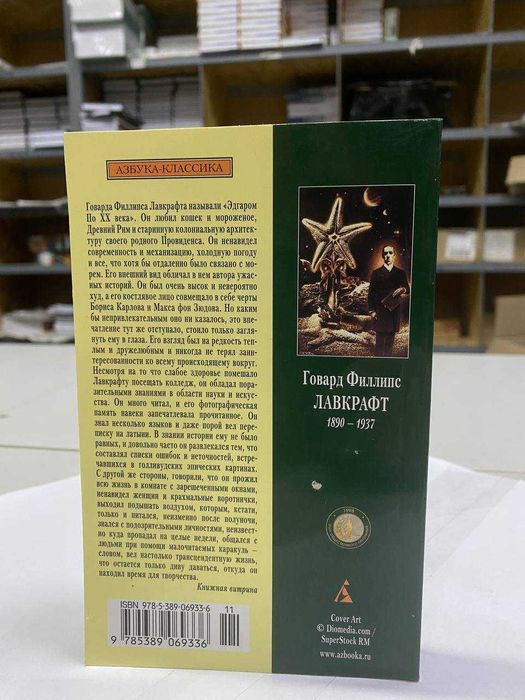 АЗБУКА-КЛАССИКА
Говарда Филлипса Лавкрафта называли «Эдгаром
По XX века». Он любил кошек и мороженое,
Древний Рим и старинную колониальную архитек-
туру своего родного Провиденса. Он ненавидел
современность и механизацию, холодную погоду
и все, что хотя бы отдаленно было связано с мо-
рем. Его внешний вид обличал в нем автора ужас-
ных историй. Он был очень высок и невероятно
худ, а его костлявое лицо совмещало в себе черты
Бориса Карлова и Макса фон Зюдова. Но каким
бы непривлекательным оно ни казалось, это впе-
чатление тут же отступало, стоило только загля-
нуть ему в глаза. Его взгляд был на редкость теп-
лым и дружелюбным и никогда не терял заин-
тересованности ко всему происходящему вокруг.
Несмотря на то что слабое здоровье помешало
Лавкрафту посещать колледж, он обладал пора-
зительными знаниями в области науки и искус-
ства. Он много читал, и его фотографическая
память навеки запечатлевала прочитанное. Он
знал несколько языков и даже порой вел перепи-
ску на латыни. В знании истории ему не было
равных, и довольно часто он развлекался тем, что
составлял списки ошибок и неточностей, встре-
чавшихся в голливудских эпических картинах.
С другой же стороны, говорили, что он прожил
всю жизнь в комнате с зарешеченными окнами,
ненавидел женщин и крахмальные воротнички,
выходил подышать воздухом, которым, кстати,
только и питался, неизменно после полуночи,
знался с подозрительными личностями, неизвест-
но куда пропадал на целые недели, общался с
людьми при помощи малочитаемых каракуль –
словом, вел настолько трансцендентную жизнь,
что остается только диву даваться, откуда он
находил время для творчества.
Книжная витрина
ISBN 978-5-389-06933-6
11
9 785389 069336
Говард Филлипс
ЛАВКРАФТ
1890 – 1937
1998
Cover Art
© Diomedia.com /
SuperStock RM
www.azbooka.ru